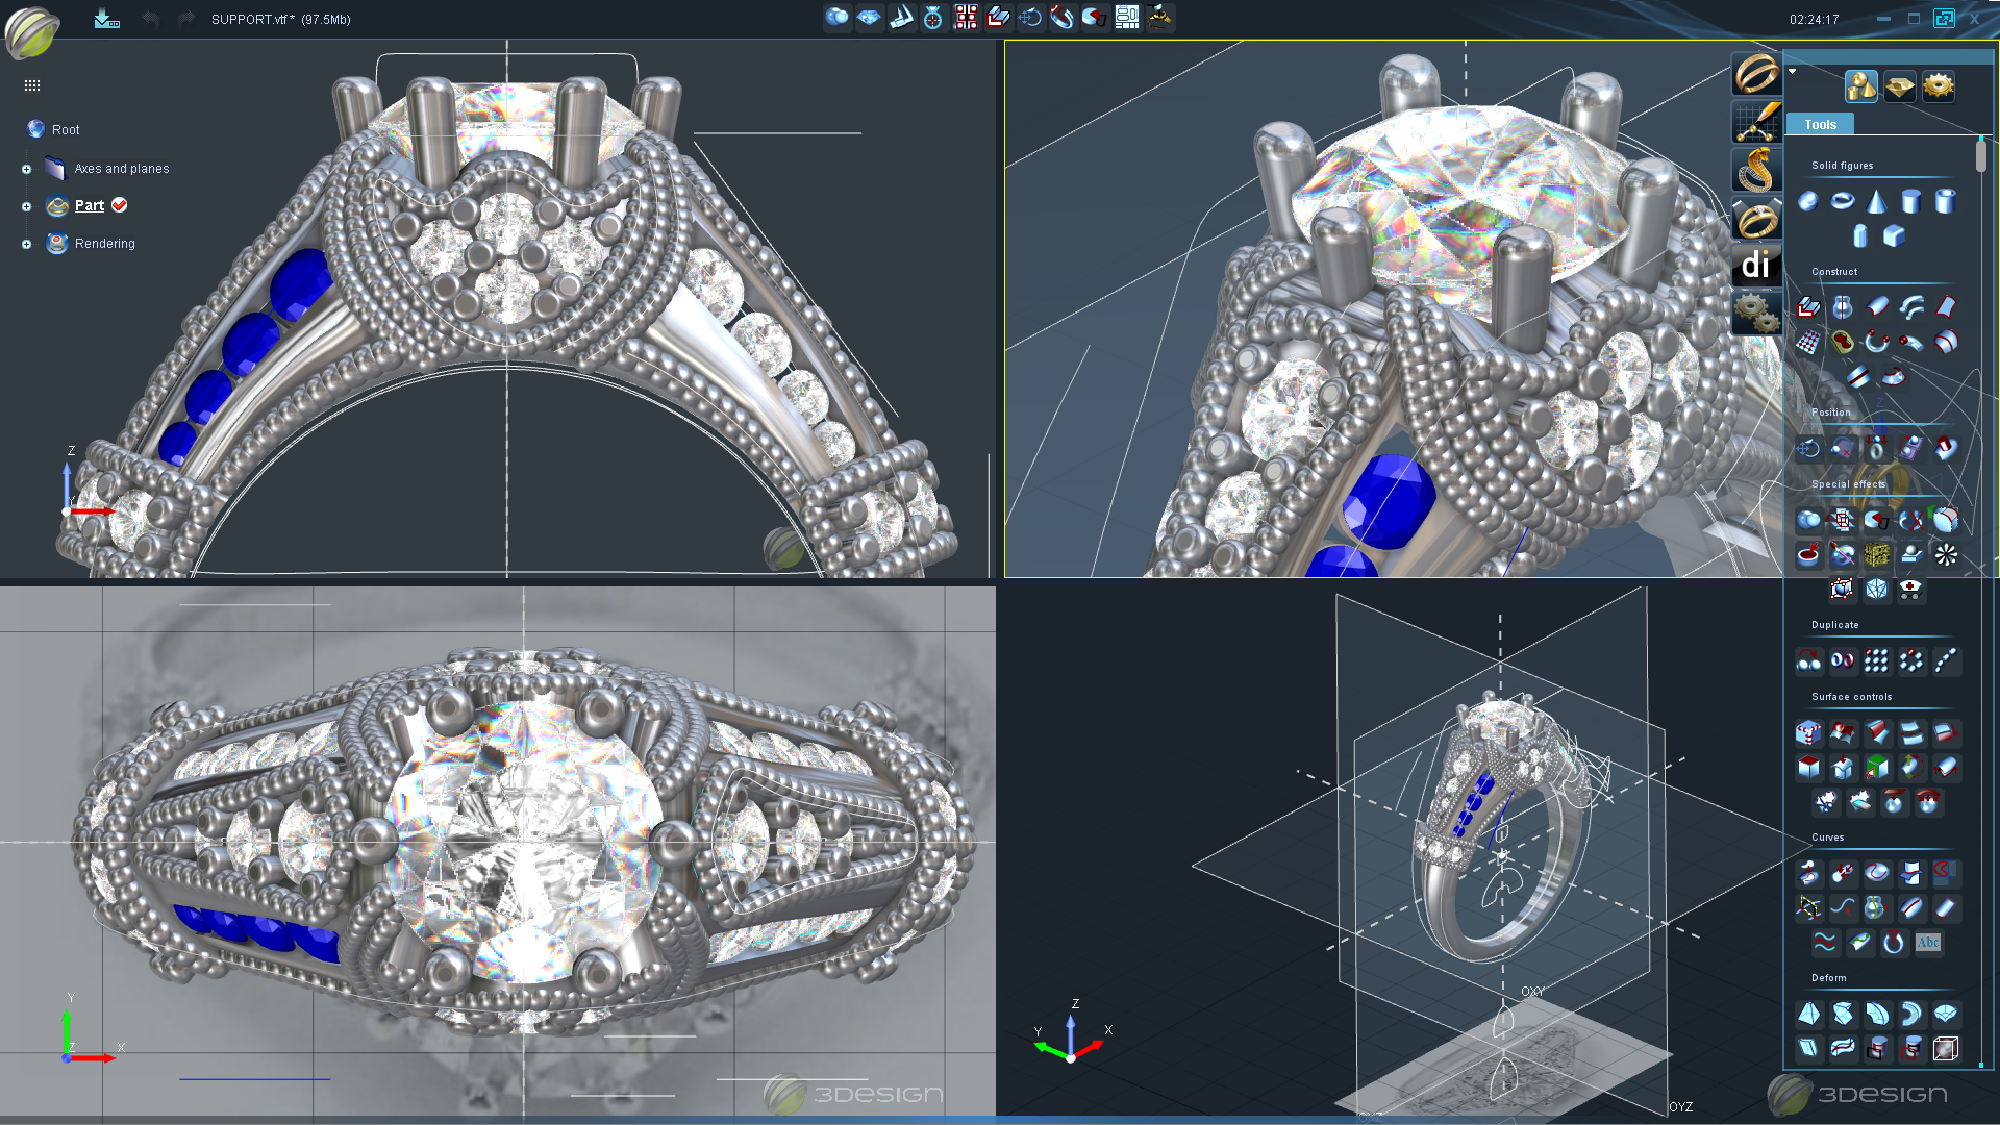 SUPPORT.vtf * (97.5Mb)
02:24:17
X
Root
Axes and planes
Part
Rendering
Z
Y
di
Tools
Solid figures
Construct
Position
Z
Special effects
Duplicate
Surface controls
Curves
Abc
Deform
Y
Z
X
3DESIGN
Z
Y
X
OXY
OXZ
OYZ
3DESIGN